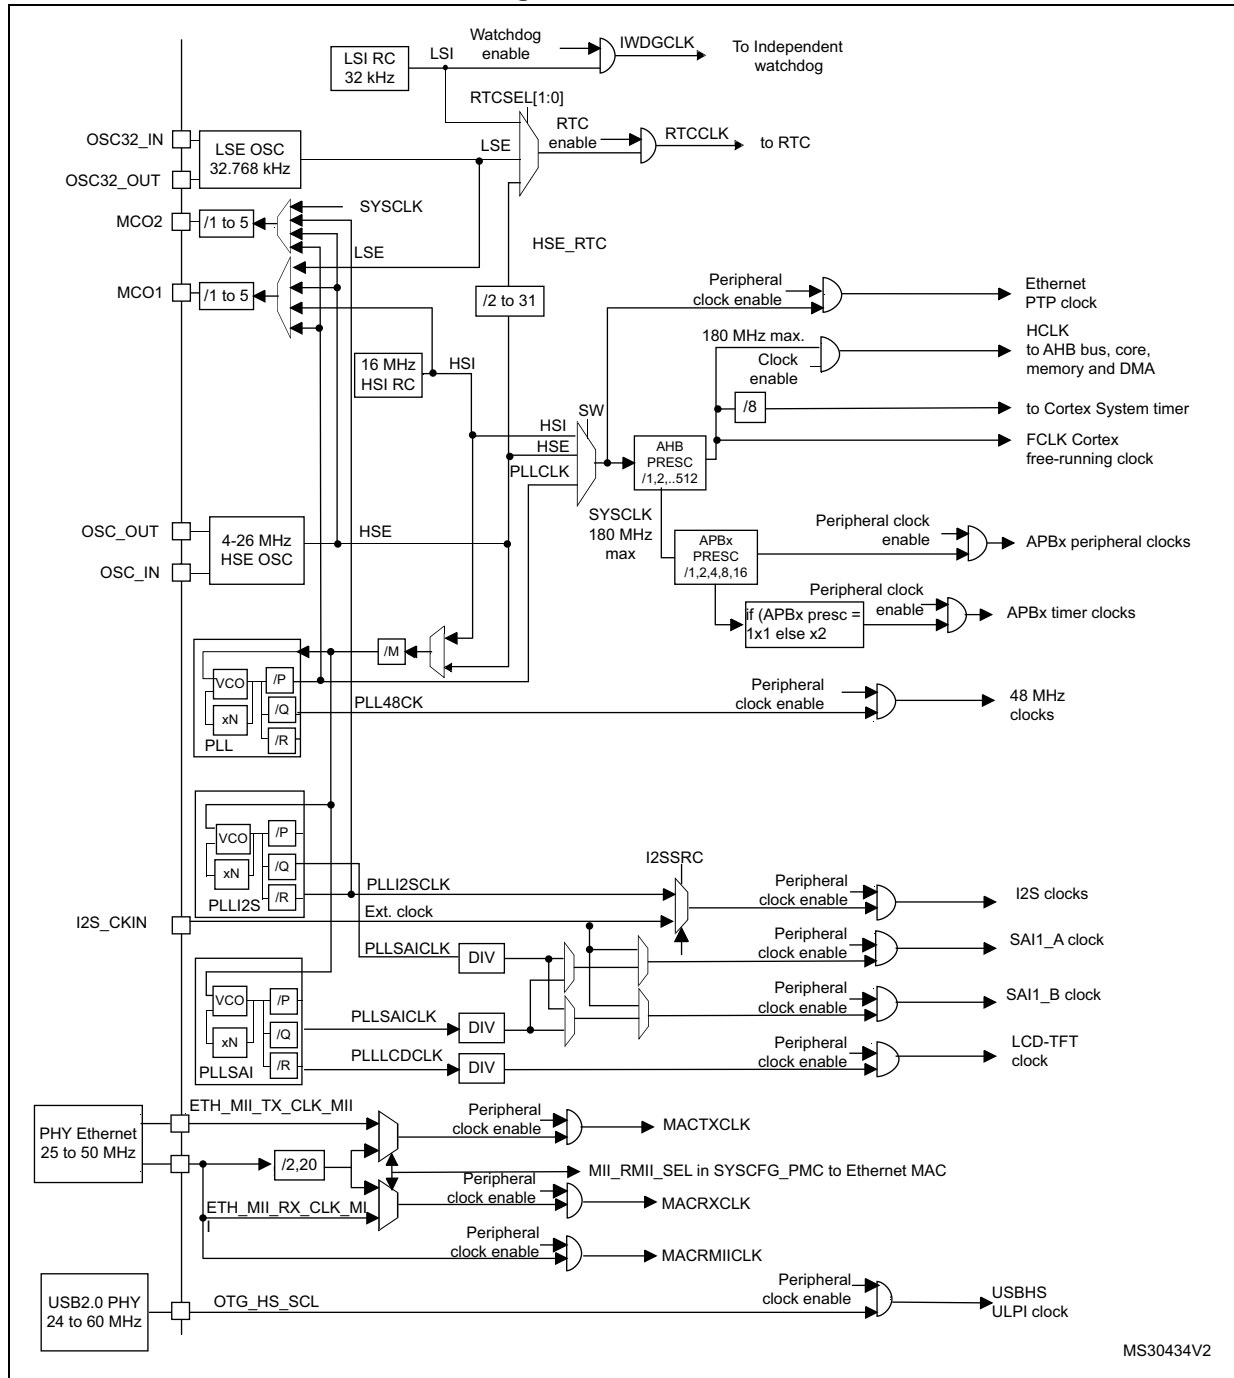 Watchdog
enable
IWDGCLK
To Independent
watchdog
LSI RC
32 kHz
LSI
RTCSEL[1:0]
OSC32_IN
LSE OSC
32.768 kHz
LSE
RTC
enable
RTCCLK
to RTC
OSC32_OUT
MCO2
/1 to 5
SYSCLK
LSE
HSE_RTC
MCO1
/1 to 5
/2 to 31
Peripheral
clock enable
Ethernet
PTP clock
180 MHz max.
Clock
enable
HCLK
to AHB bus, core,
memory and DMA
16 MHz
HSI RC
HSI
/8
to Cortex System timer
SW
HSI
HSE
PLLCLK
AHB
PRESC
/1,2,..512
FCLK Cortex
free-running clock
SYSCLK
180 MHz
max
OSC_OUT
4-26 MHz
HSE OSC
HSE
OSC_IN
APBx
PRESC
/1,2,4,8,16
Peripheral clock
enable
APBx peripheral clocks
Peripheral clock
enable
if (APBx presc =
1x1 else x2
APBx timer clocks
/M
VCO
xN
/P
/Q
/R
PLL
PLL48CK
Peripheral
clock enable
48 MHz
clocks
VCO
xN
/P
/Q
/R
PLLI2S
PLLI2SCLK
I2SSRC
Peripheral
clock enable
I2S clocks
I2S_CKIN
Ext. clock
PLLSAICLK
DIV
Peripheral
clock enable
SAI1_A clock
VCO
xN
/P
/Q
/R
PLLSAI
PLLSAICLK
DIV
Peripheral
clock enable
SAI1_B clock
PLLLCDCLK
DIV
Peripheral
clock enable
LCD-TFT
clock
PHY Ethernet
25 to 50 MHz
ETH_MII_TX_CLK_MII
Peripheral
clock enable
MACTXCLK
/2,20
MII_RMII_SEL in SYSCFG_PMC to Ethernet MAC
ETH_MII_RX_CLK_MI
I
Peripheral
clock enable
MACRXCLK
Peripheral
clock enable
MACRMIICLK
USB2.0 PHY
24 to 60 MHz
OTG_HS_SCL
Peripheral
clock enable
USBHS
ULPI clock
MS30434V2